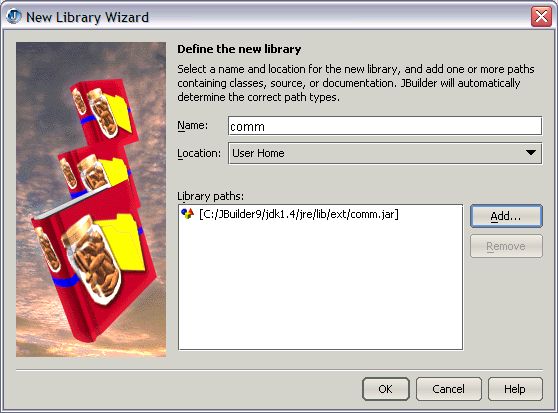 New Library Wizard
Define the new library
Select a name and location for the new library, and add one or more paths
containing classes, source, or documentation. JBuilder will automatically
determine the correct path types.
Name: comm
Location: User Home
Library paths:
[C:/JBuilder9/jdk1.4/jre/lib/ext/comm.jar]
Add...
Remove
OK Cancel Help